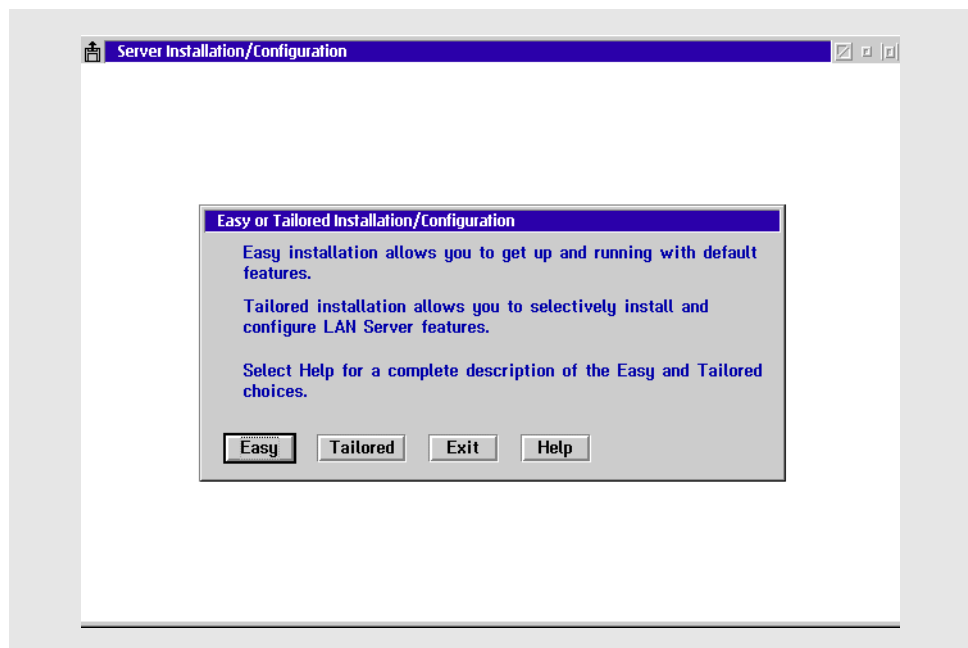 Server Installation/Configuration
Easy or Tailored Installation/Configuration
Easy installation allows you to get up and running with default
features.
Tailored installation allows you to selectively install and
configure LAN Server features.
Select Help for a complete description of the Easy and Tailored
choices.
Easy Tailored Exit Help